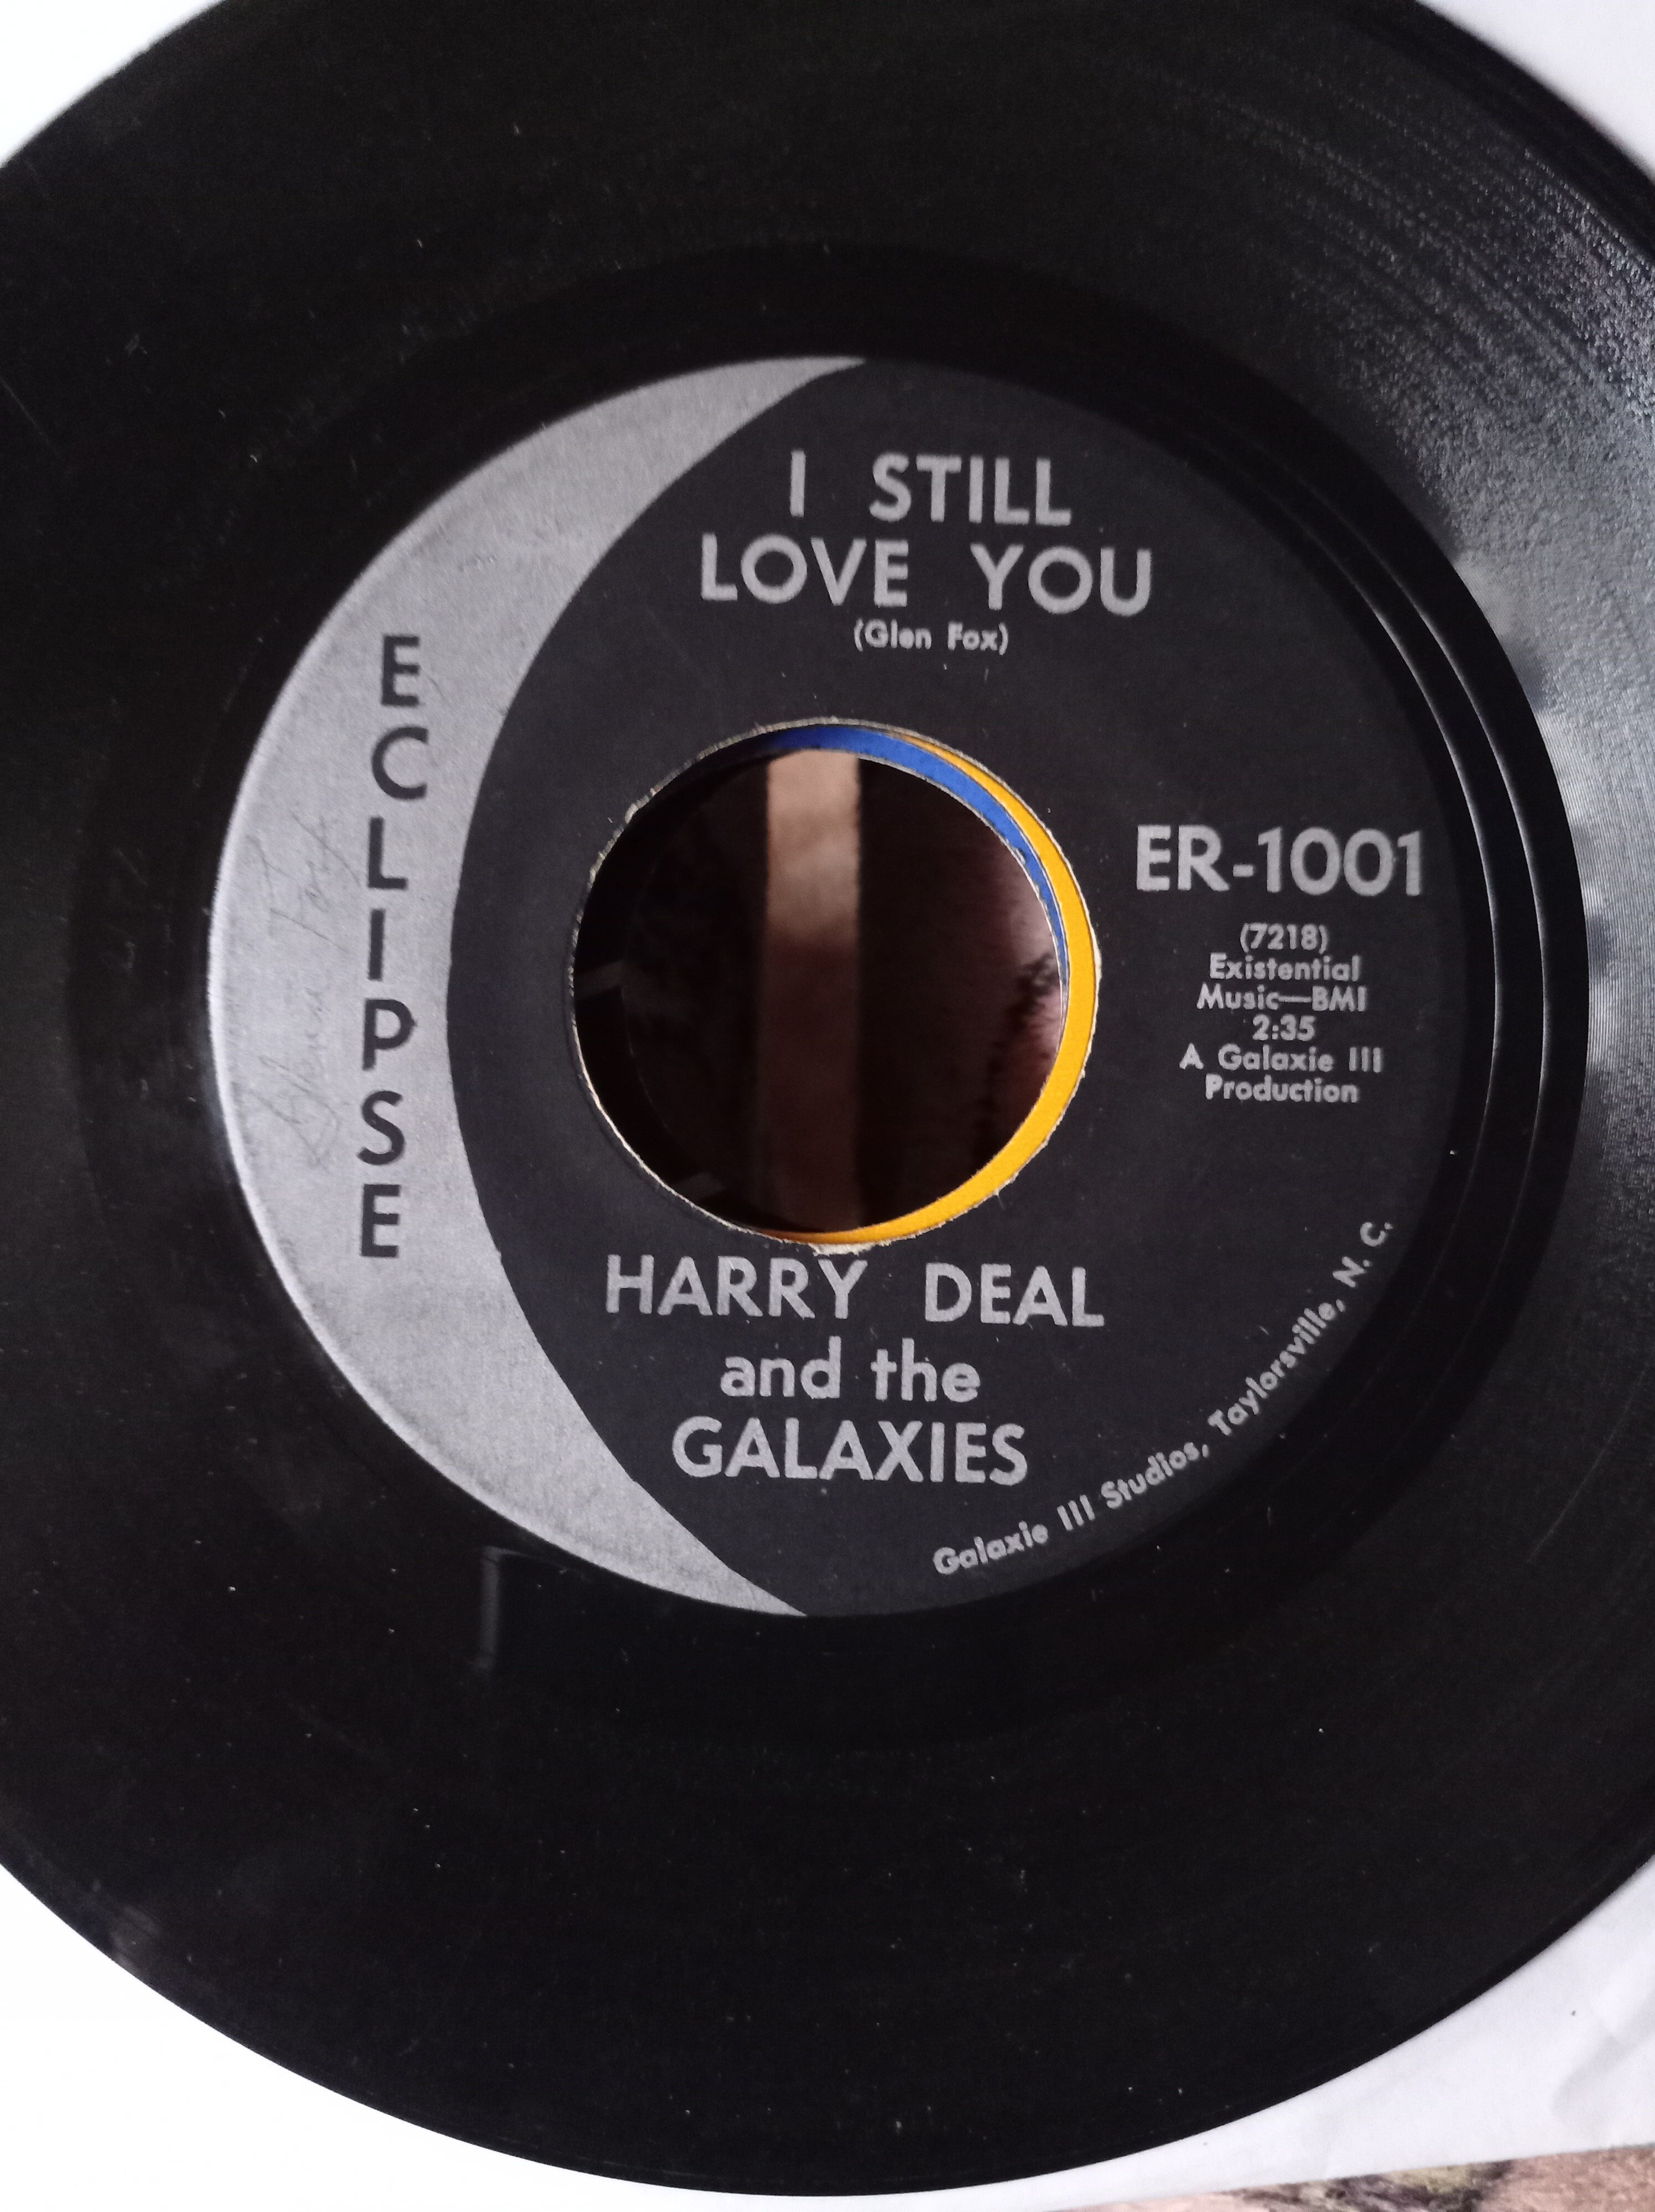 I STILL
LOVE YOU
(Glen Fox)
ECLIPSE
ER-1001
(7218)
Existential
Music—BMI
2:35
A Galaxie III
Production
HARRY DEAL
and the
GALAXIES
Galaxie III Studios, Taylorsville, N. C.